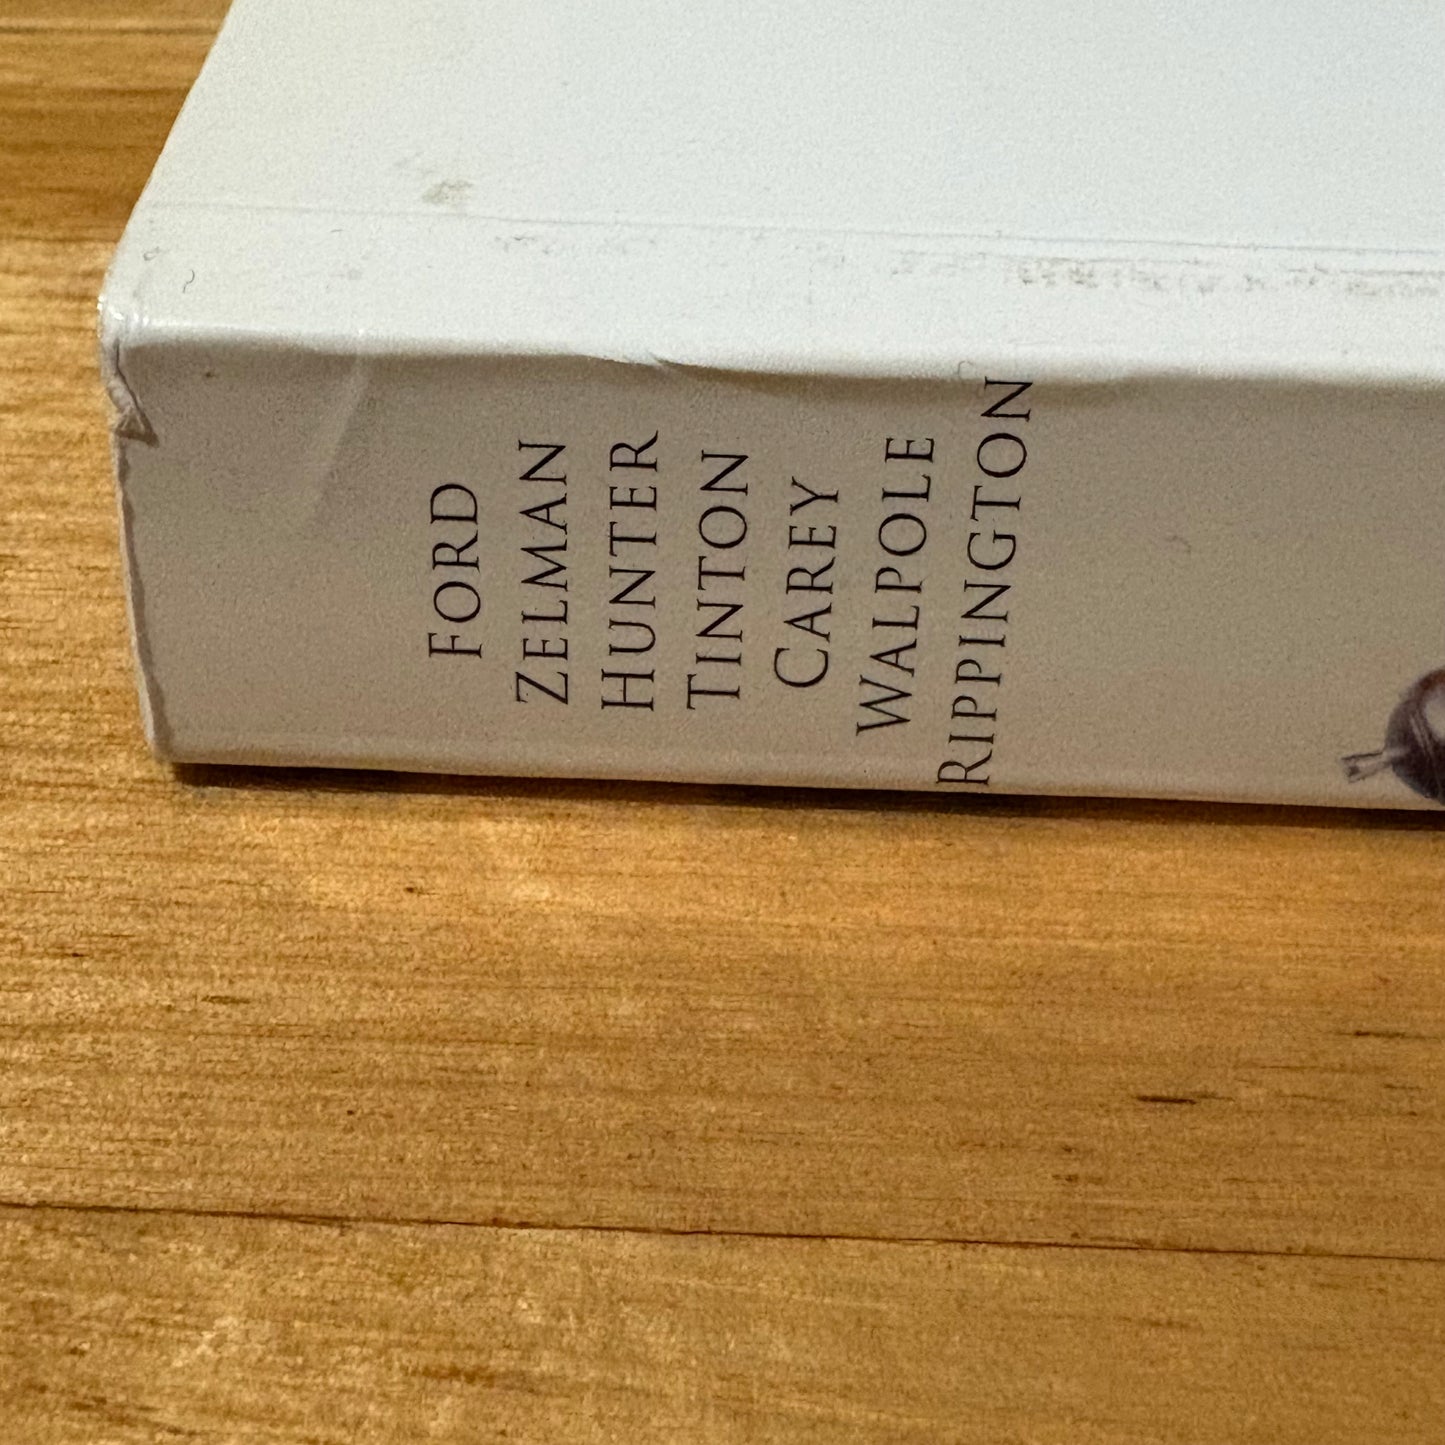 FORD
ZELMAN
HUNTER
TINTON
CAREY
WALPOLE
RIPPINGTON